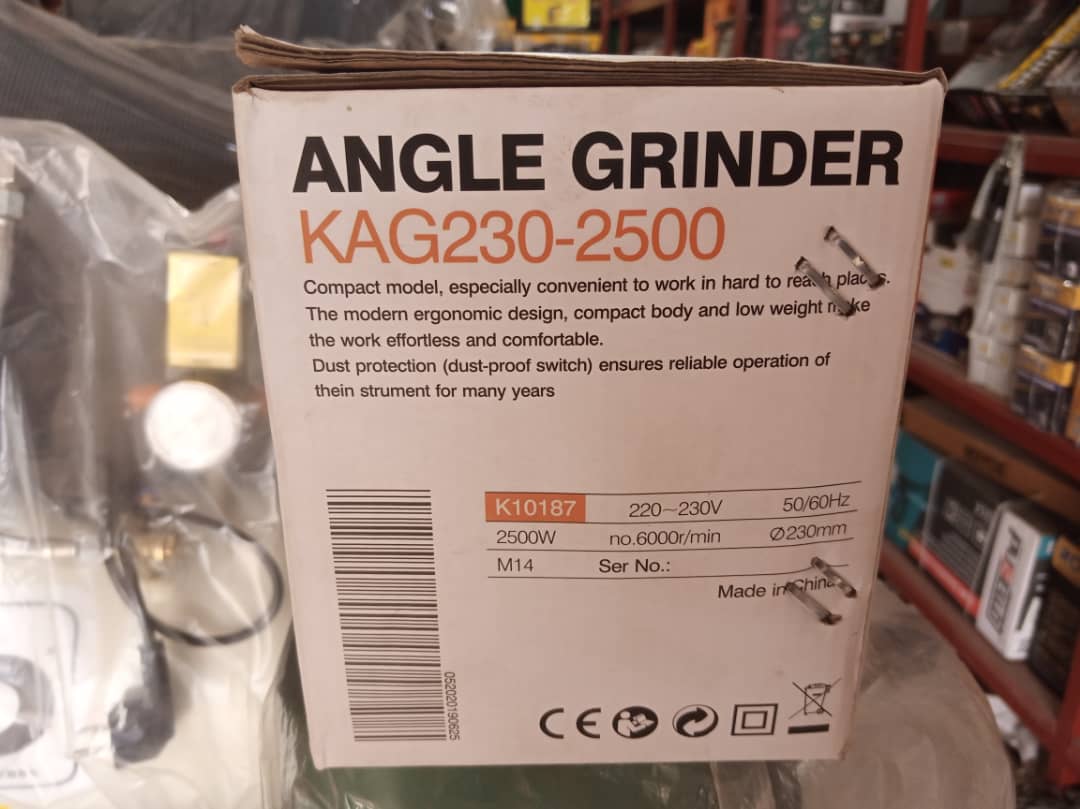 ANGLE GRINDER
KAG230-2500
Compact model, especially convenient to work in hard to reach places.
The modern ergonomic design, compact body and low weight make
the work effortless and comfortable.
Dust protection (dust-proof switch) ensures reliable operation of
thein strument for many years
K10187 220~230V 50/60Hz
2500W no.6000r/min Ø230mm
M14 Ser No.:
Made in China
052020190625
CE